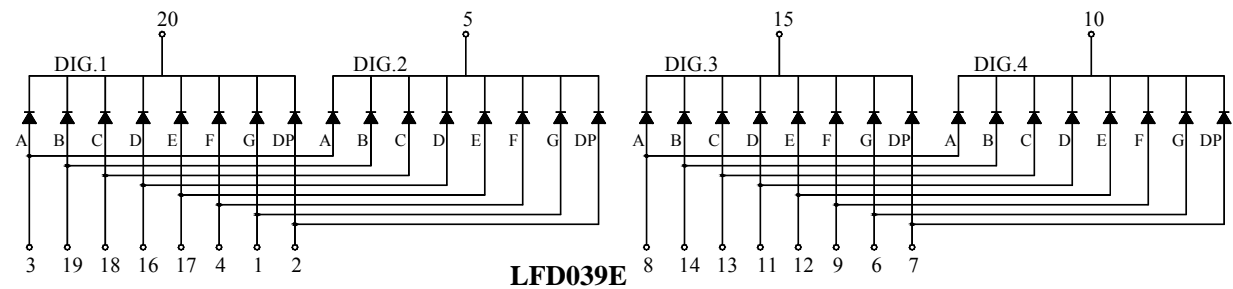 20 5 15 10
DIG.1 DIG.2 DIG.3 DIG.4
A B C D E F G DP A B C D E F G DP A B C D E F G DP A B C D E F G DP
3 19 18 16 17 4 1 2 8 14 13 11 12 9 6 7
LFD039E